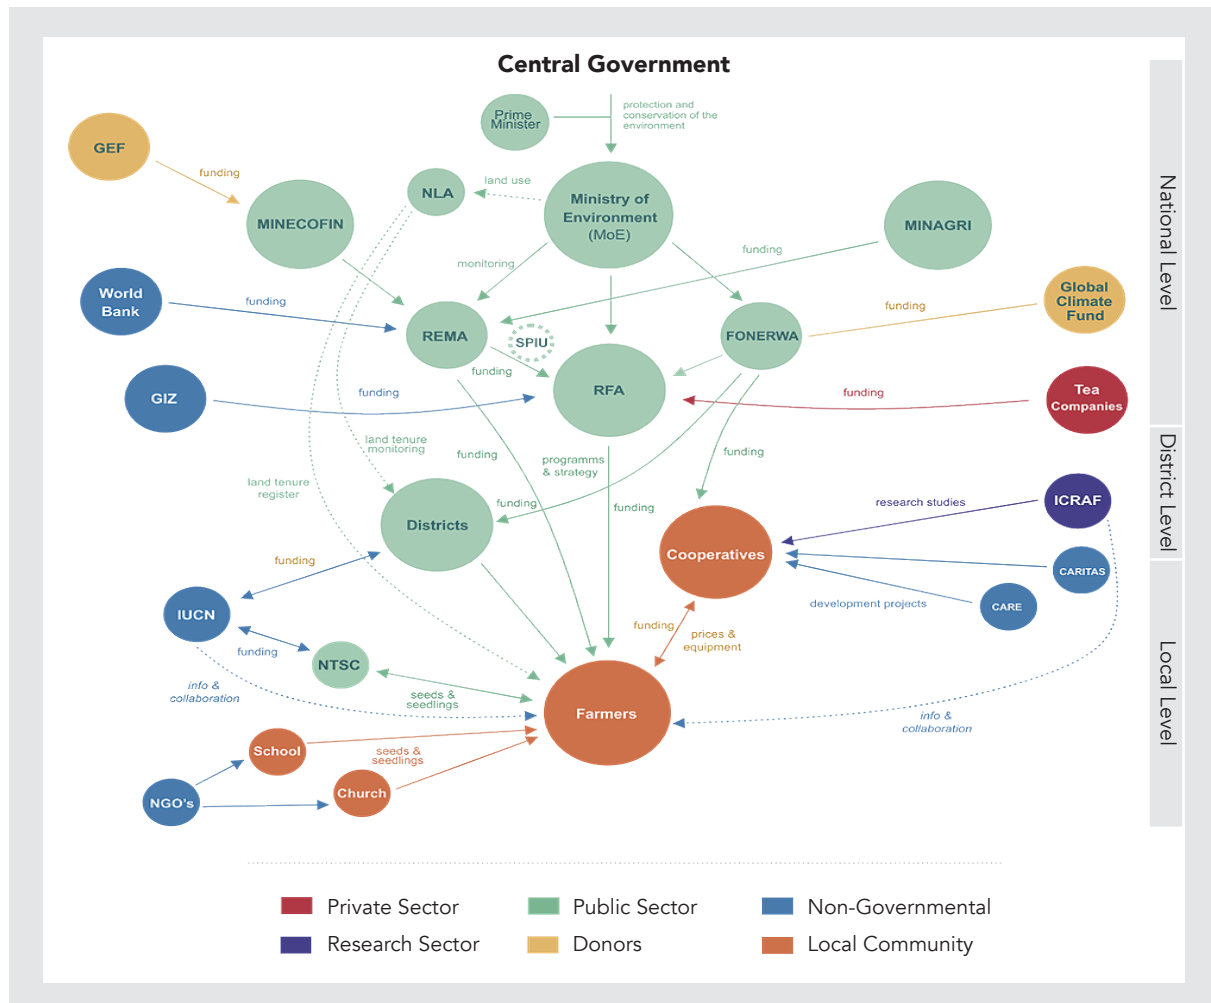 Central Government
Prime
Minister
protection and
conservation of the
environment
GEF
funding
MINECOFIN
NLA
land use
Ministry of
Environment
(MoE)
MINAGRI
funding
monitoring
World
Bank
funding
REMA
SPIU
funding
FONERWA
funding
Global
Climate
Fund
GIZ
funding
RFA
funding
Tea
Companies
land tenure
monitoring
land tenure
register
funding
programms
& strategy
funding
funding
funding
Districts
Cooperatives
research studies
ICRAF
CARITAS
CARE
development projects
funding
IUCN
funding
NTSC
info &
collaboration
seeds &
seedlings
funding
prices &
equipment
Farmers
info &
collaboration
School
seeds &
seedlings
Church
NGO's
National Level
District Level
Local Level
Private Sector
Public Sector
Non-Governmental
Research Sector
Donors
Local Community